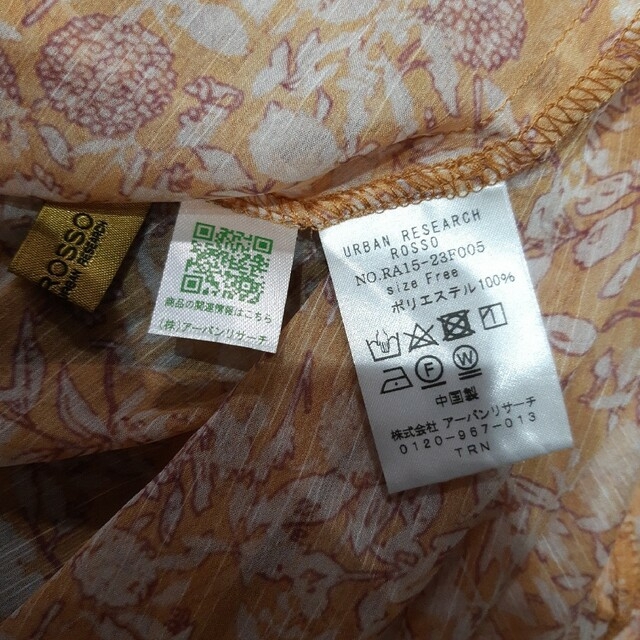 ROSSO
URBAN RESEARCH
商品の関連情報はこちら
(株)アーバンリサーチ
URBAN RESEARCH
ROSSO
NO.RA15-23F005
Size Free
ポリエステル100%
F
W
中国製
株式会社 アーバンリサーチ
0120-967-013
TRN